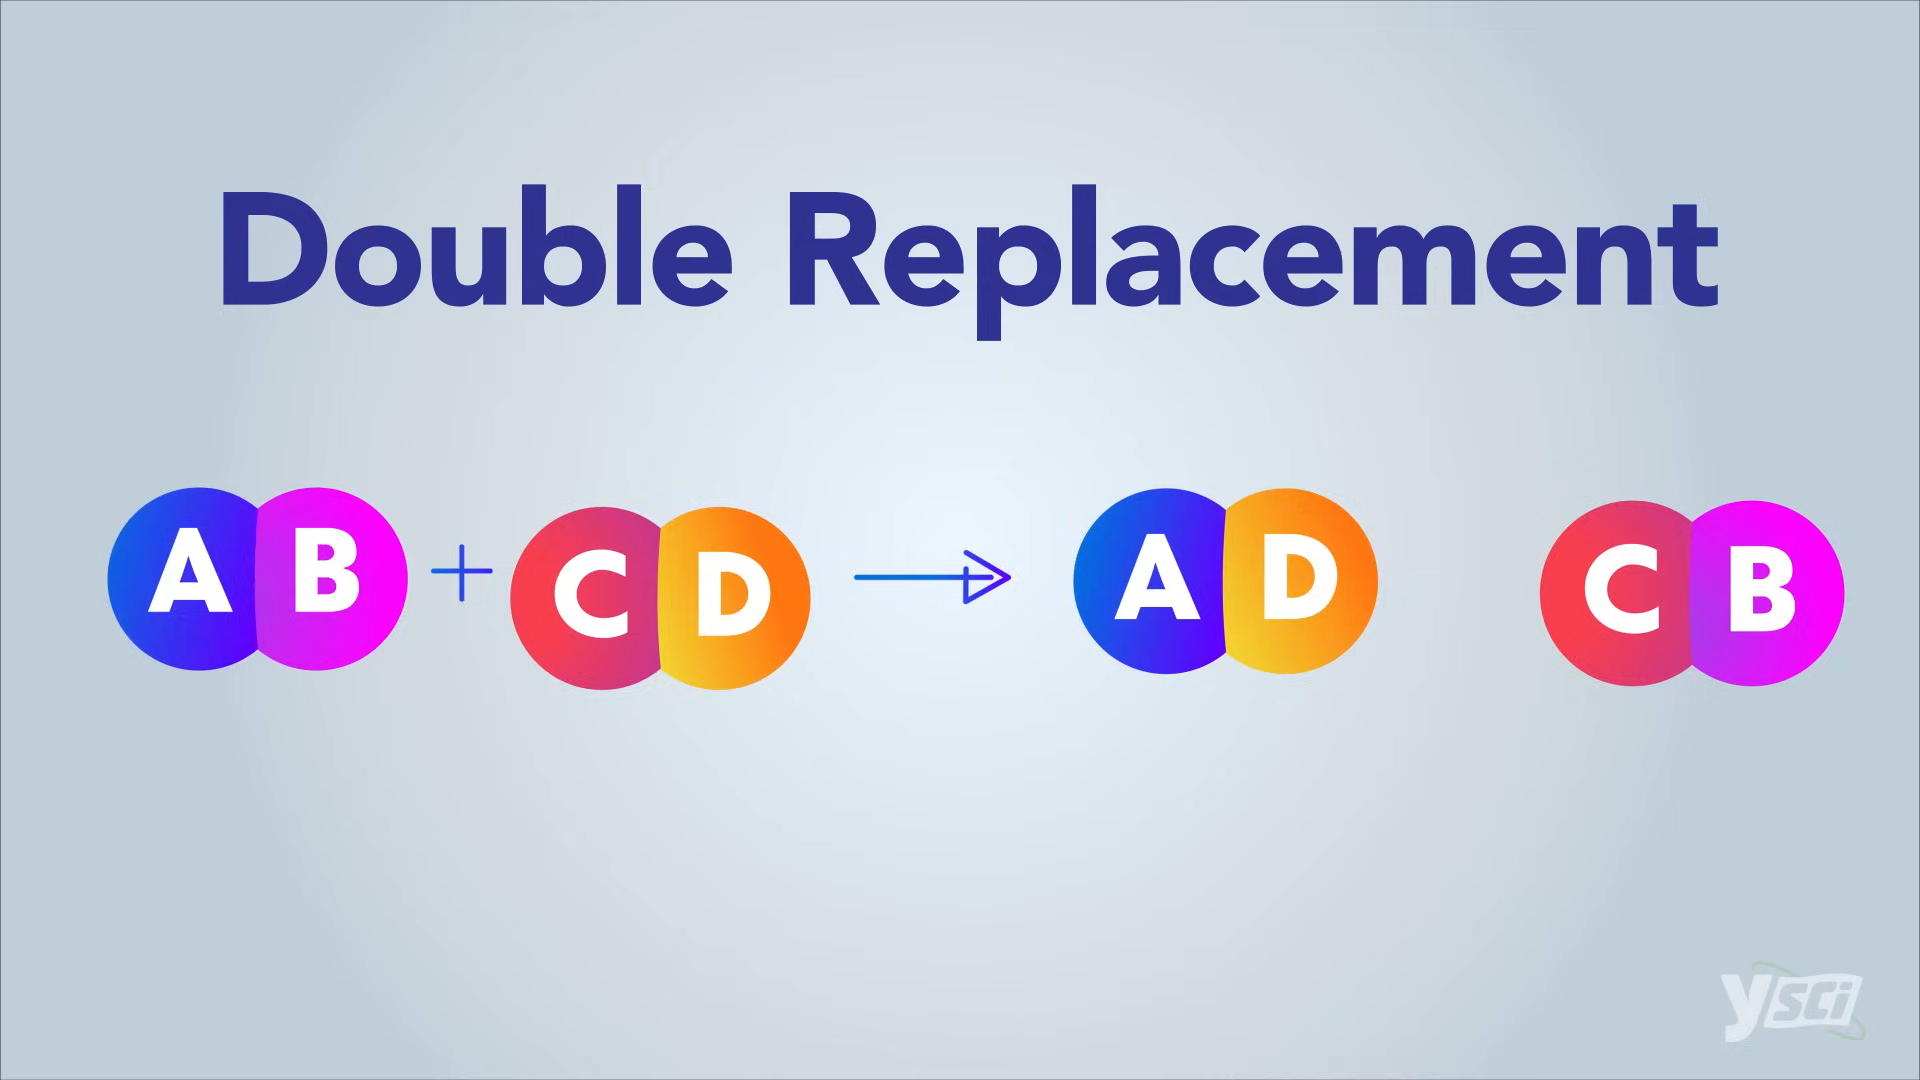 Double Replacement
AB + CD → AD CB
ysci